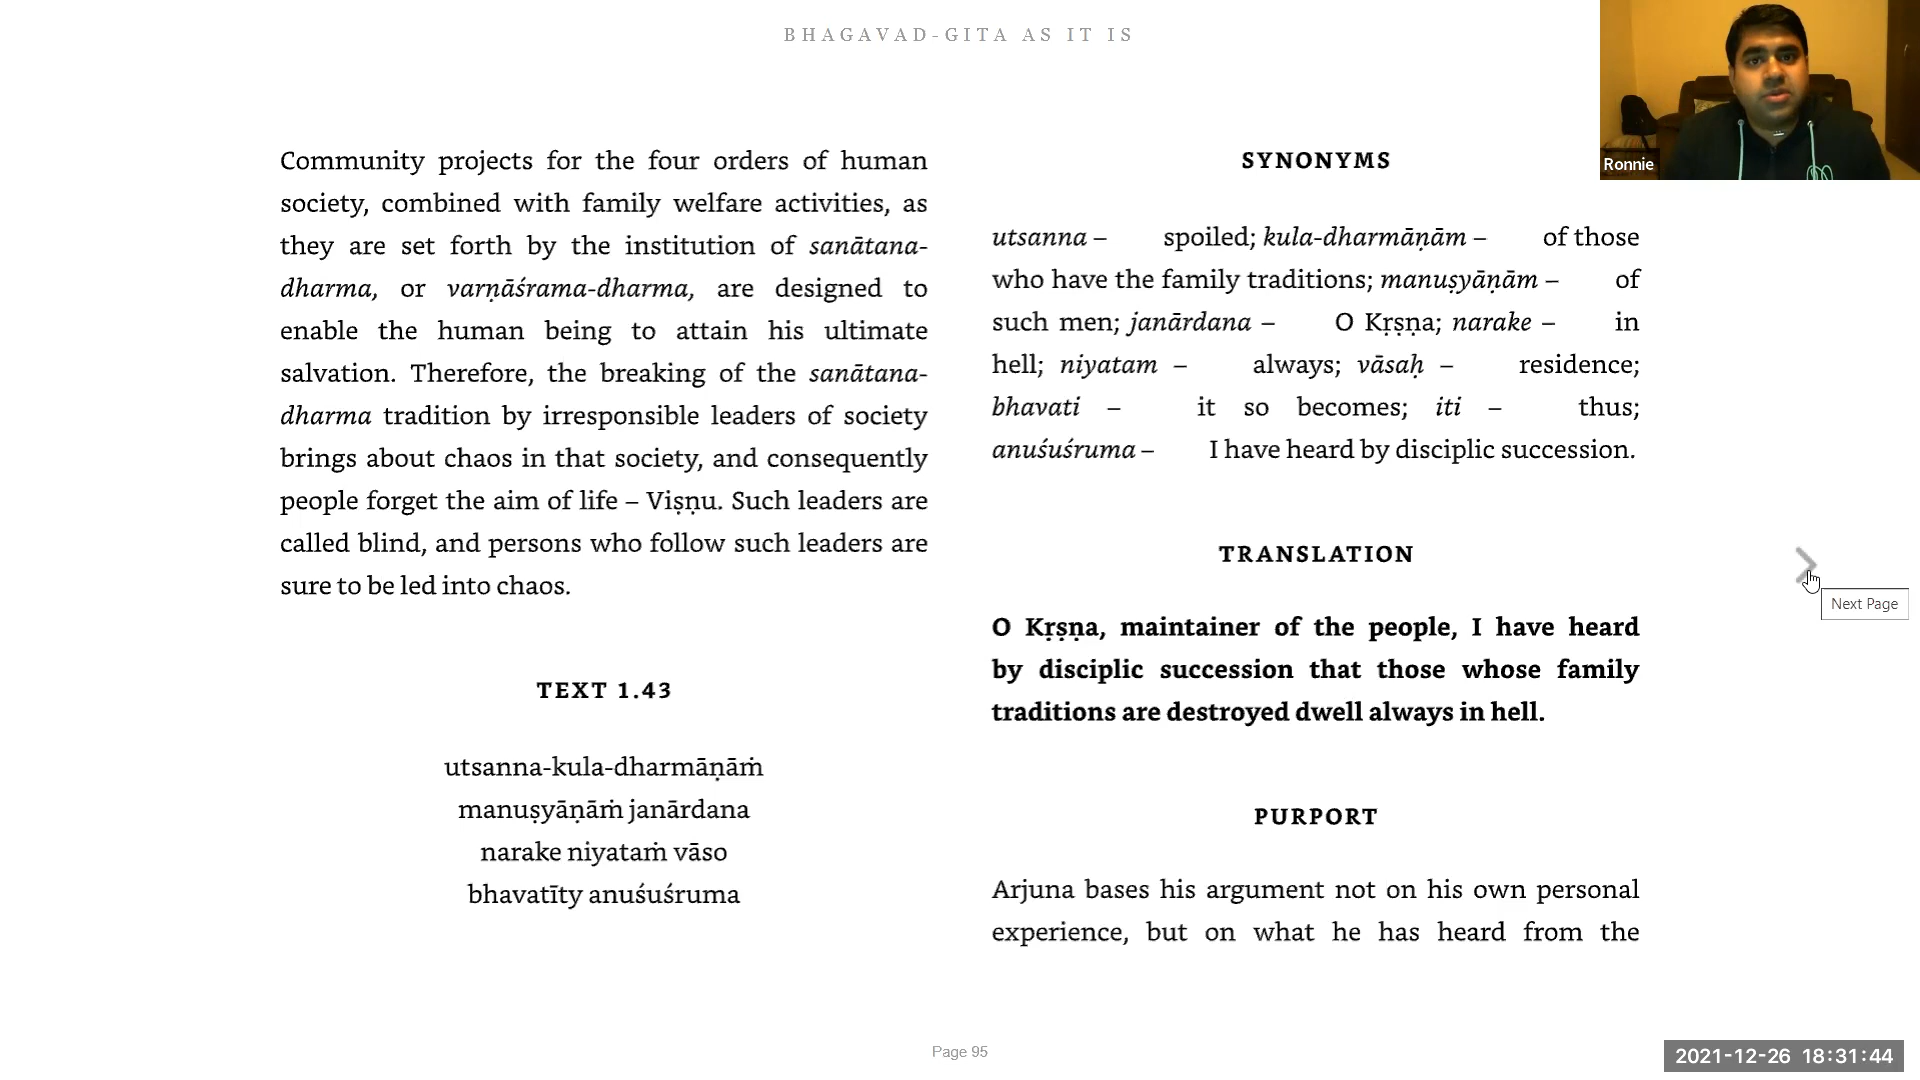 BHAGAVAD-GITA AS IT IS
Community projects for the four orders of human
society, combined with family welfare activities, as
they are set forth by the institution of sanātana-
dharma, or varṇāśrama-dharma, are designed to
enable the human being to attain his ultimate
salvation. Therefore, the breaking of the sanātana-
dharma tradition by irresponsible leaders of society
brings about chaos in that society, and consequently
people forget the aim of life – Viṣṇu. Such leaders are
called blind, and persons who follow such leaders are
sure to be led into chaos.
TEXT 1.43
utsanna-kula-dharmāṇāṁ
manuṣyāṇāṁ janārdana
narake niyataṁ vāso
bhavatīty anuśuśruma
SYNONYMS
utsanna – spoiled; kula-dharmāṇām – of those
who have the family traditions; manuṣyāṇām – of
such men; janārdana – O Kṛṣṇa; narake – in
hell; niyatam – always; vāsaḥ – residence;
bhavati – it so becomes; iti – thus;
anuśuśruma – I have heard by disciplic succession.
TRANSLATION
O Kṛṣṇa, maintainer of the people, I have heard
by disciplic succession that those whose family
traditions are destroyed dwell always in hell.
PURPORT
Arjuna bases his argument not on his own personal
experience, but on what he has heard from the
Ronnie
Next Page
Page 95
2021-12-26 18:31:44